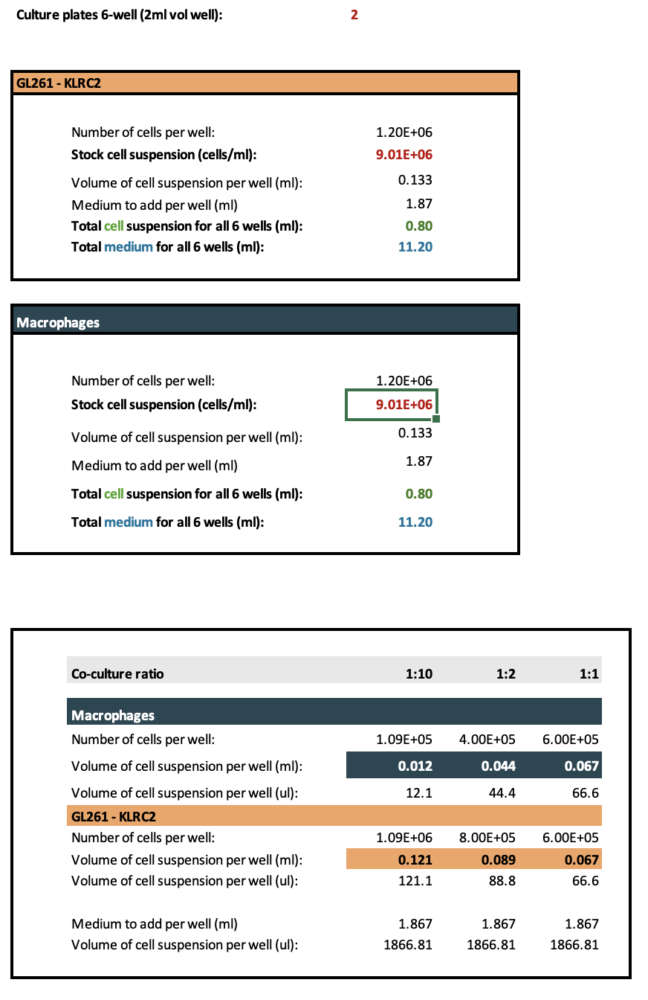 Culture plates 6-well (2ml vol well): 2
GL261 - KLRC2
Number of cells per well: 1.20E+06
Stock cell suspension (cells/ml): 9.01E+06
Volume of cell suspension per well (ml): 0.133
Medium to add per well (ml) 1.87
Total cell suspension for all 6 wells (ml): 0.80
Total medium for all 6 wells (ml): 11.20
Macrophages
Number of cells per well: 1.20E+06
Stock cell suspension (cells/ml): 9.01E+06
Volume of cell suspension per well (ml): 0.133
Medium to add per well (ml) 1.87
Total cell suspension for all 6 wells (ml): 0.80
Total medium for all 6 wells (ml): 11.20
Co-culture ratio 1:10 1:2 1:1
Macrophages
Number of cells per well: 1.09E+05 4.00E+05 6.00E+05
Volume of cell suspension per well (ml): 0.012 0.044 0.067
Volume of cell suspension per well (ul): 12.1 44.4 66.6
GL261 - KLRC2
Number of cells per well: 1.09E+06 8.00E+05 6.00E+05
Volume of cell suspension per well (ml): 0.121 0.089 0.067
Volume of cell suspension per well (ul): 121.1 88.8 66.6
Medium to add per well (ml) 1.867 1.867 1.867
Volume of cell suspension per well (ul): 1866.81 1866.81 1866.81